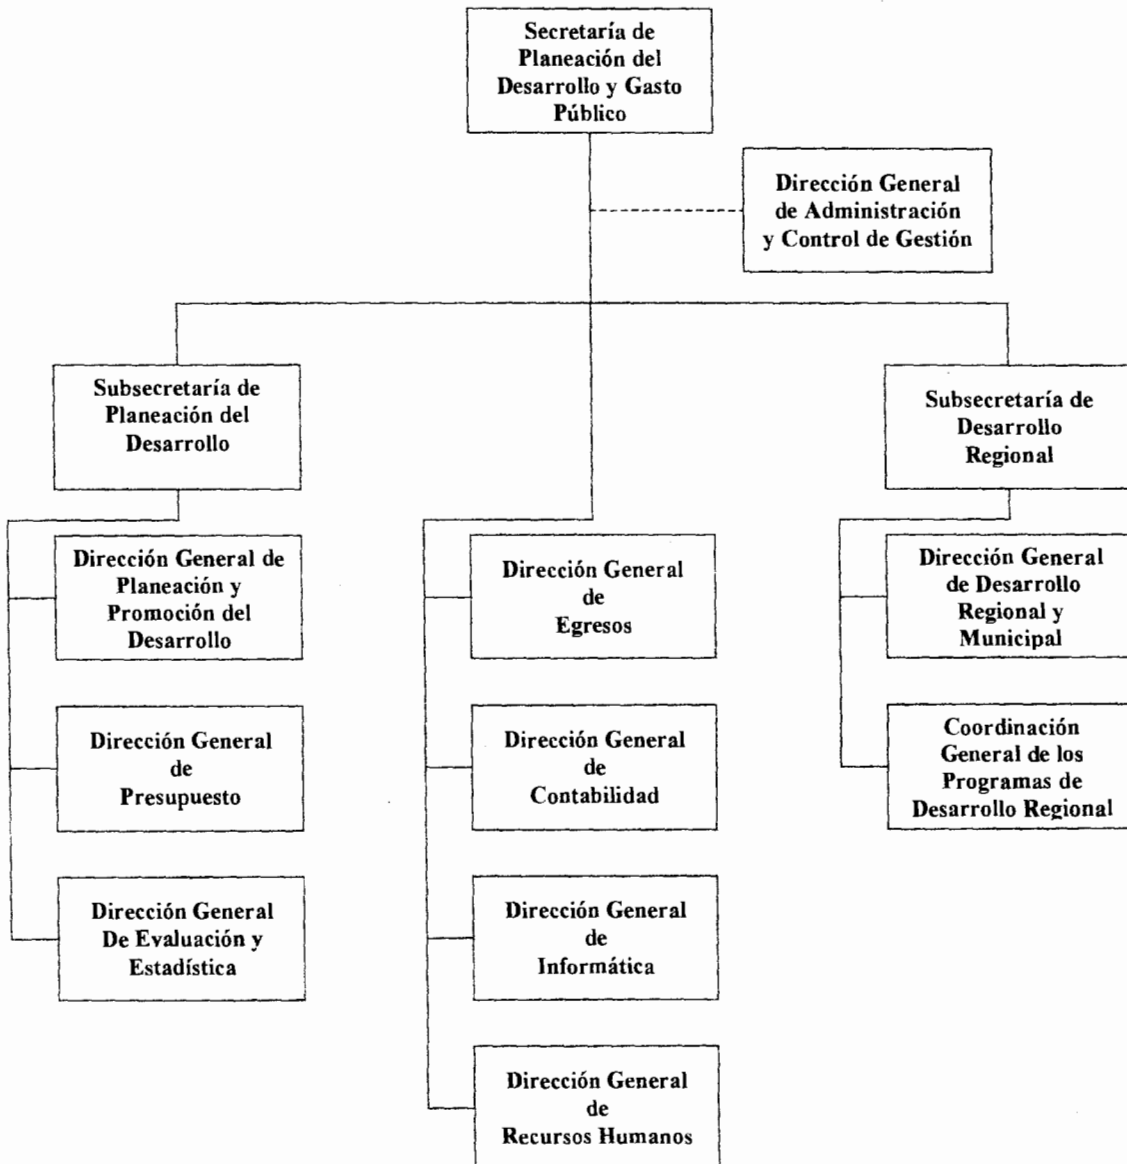 Secretaría de
Planeación del
Desarrollo y Gasto
Público
Dirección General
de Administración
y Control de Gestión
Subsecretaría de
Planeación del
Desarrollo
Subsecretaría de
Desarrollo
Regional
Dirección General de
Planeación y
Promoción del
Desarrollo
Dirección General
de
Presupuesto
Dirección General
De Evaluación y
Estadística
Dirección General
de
Egresos
Dirección General
de
Contabilidad
Dirección General
de
Informática
Dirección General
de
Recursos Humanos
Dirección General
de Desarrollo
Regional y
Municipal
Coordinación
General de los
Programas de
Desarrollo Regional